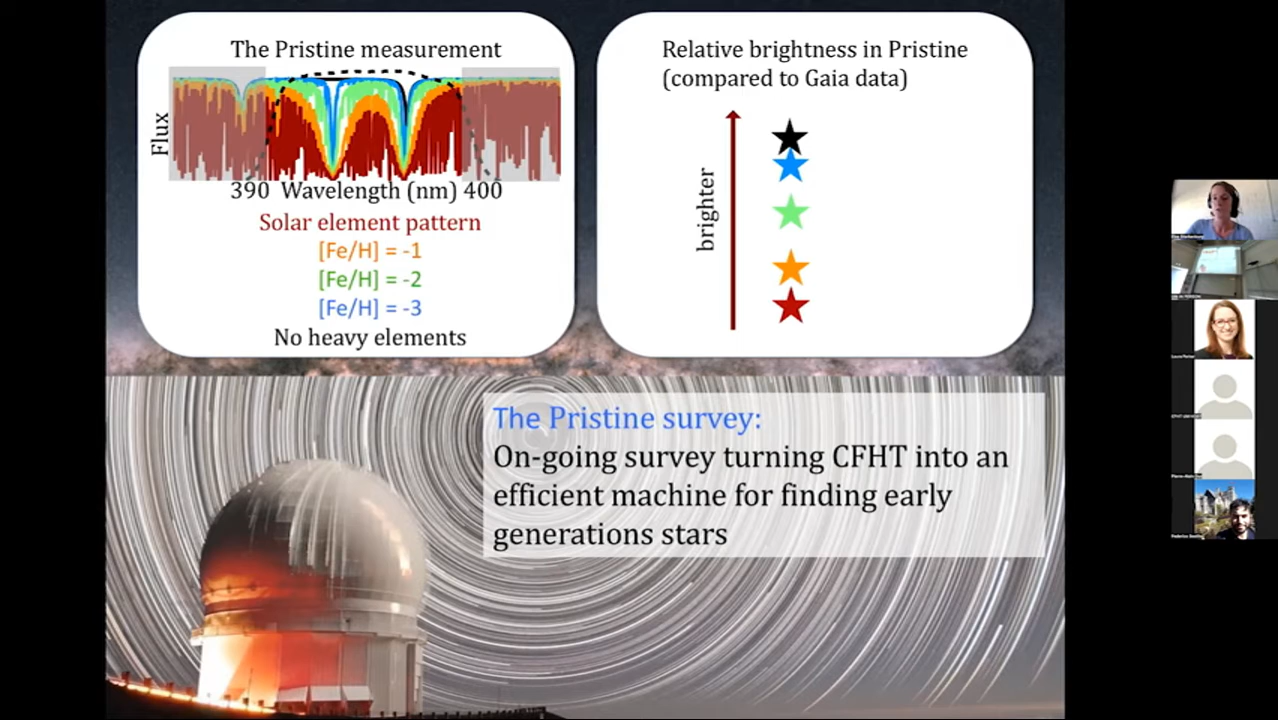 The Pristine measurement
Flux
390 Wavelength (nm) 400
Solar element pattern
[Fe/H] = -1
[Fe/H] = -2
[Fe/H] = -3
No heavy elements
Relative brightness in Pristine
(compared to Gaia data)
brighter
The Pristine survey:
On-going survey turning CFHT into an
efficient machine for finding early
generations stars